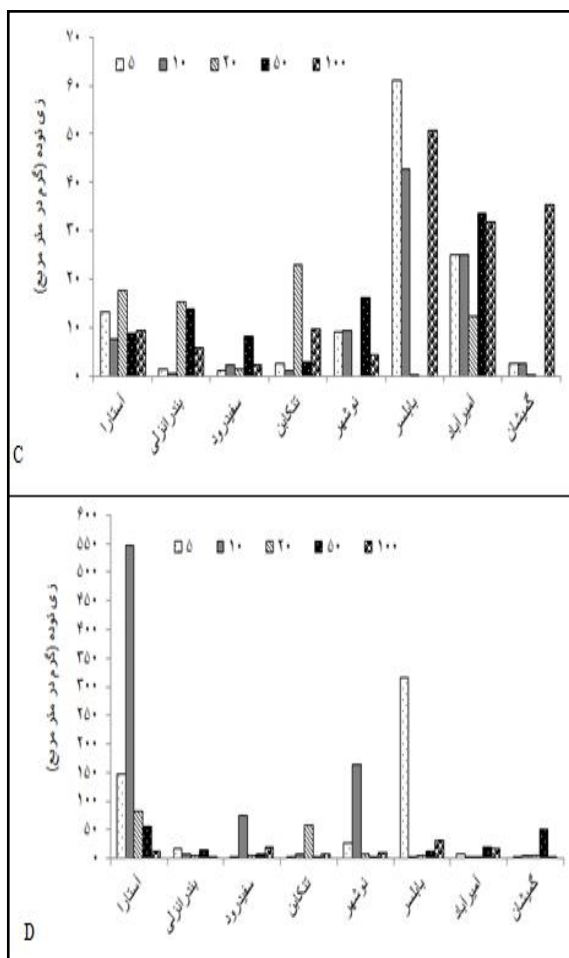 ۷۰
۶۰
۵۰
۴۰
۳۰
۲۰
۱۰
۰
زی توده (گرم در متر مربع)
۵ ۱۰ ۲۰ ۵۰ ۱۰۰
آستارا بندرانزلی سفیدرود تنکابن نوشهر بابلسر امیرآباد گمیشان
C
۶۰۰
۵۵۰
۵۰۰
۴۵۰
۴۰۰
۳۵۰
۳۰۰
۲۵۰
۲۰۰
۱۵۰
۱۰۰
۵۰
۰
زی توده (گرم در متر مربع)
۵ ۱۰ ۲۰ ۵۰ ۱۰۰
آستارا بندرانزلی سفیدرود تنکابن نوشهر بابلسر امیرآباد گمیشان
D